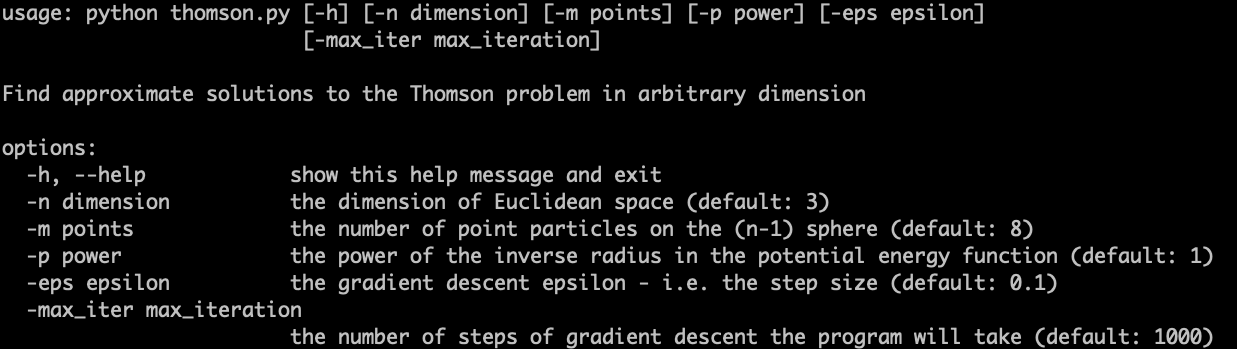 usage: python thomson.py [-h] [-n dimension] [-m points] [-p power] [-eps epsilon]
                         [-max_iter max_iteration]

Find approximate solutions to the Thomson problem in arbitrary dimension

options:
  -h, --help            show this help message and exit
  -n dimension          the dimension of Euclidean space (default: 3)
  -m points             the number of point particles on the (n-1) sphere (default: 8)
  -p power              the power of the inverse radius in the potential energy function (default: 1)
  -eps epsilon          the gradient descent epsilon - i.e. the step size (default: 0.1)
  -max_iter max_iteration
                        the number of steps of gradient descent the program will take (default: 1000)